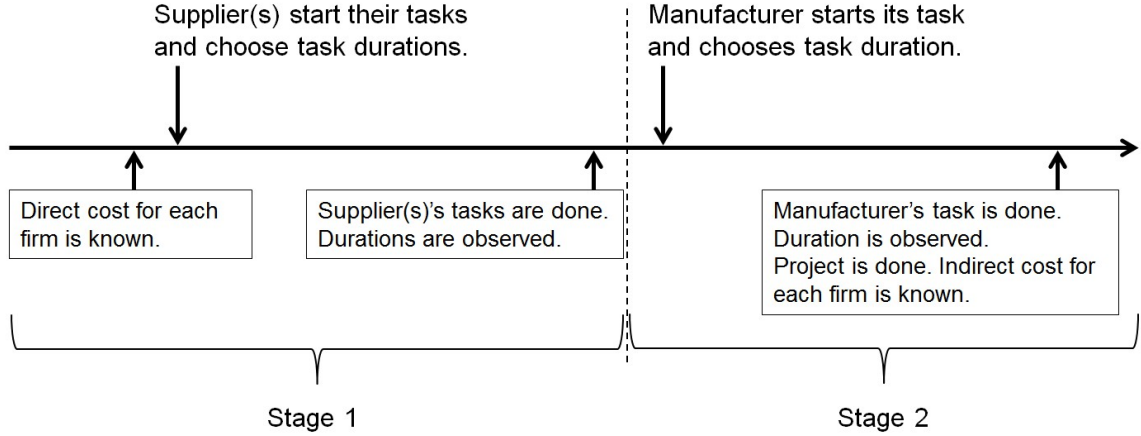 Supplier(s) start their tasks
and choose task durations.
Manufacturer starts its task
and chooses task duration.
Direct cost for each
firm is known.
Supplier(s)'s tasks are done.
Durations are observed.
Manufacturer's task is done.
Duration is observed.
Project is done. Indirect cost for
each firm is known.
Stage 1
Stage 2